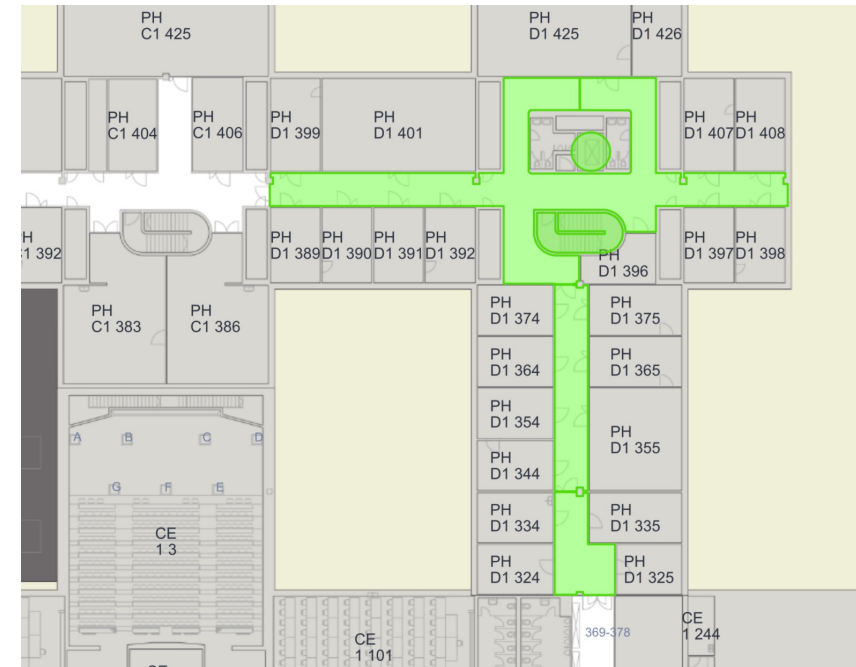 PH
C1 425
PH
D1 425
PH
D1 426
PH
C1 404
PH
C1 406
PH
D1 399
PH
D1 401
PH
D1 407
PH
D1 408
PH
D1 389
PH
D1 390
PH
D1 391
PH
D1 392
PH
D1 396
PH
D1 397
PH
D1 398
PH
C1 383
PH
C1 386
PH
D1 374
PH
D1 375
PH
D1 364
PH
D1 365
PH
D1 354
PH
D1 355
PH
D1 344
A
B
C
D
G
F
E
PH
D1 334
PH
D1 335
CE
1 3
PH
D1 324
PH
D1 325
369-378
CE
1 244
CE
1 101